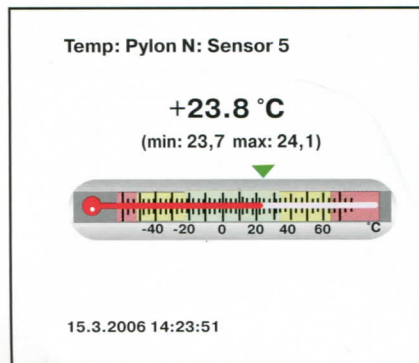 Temp: Pylon N: Sensor 5
+23.8 °C
(min: 23,7 max: 24,1)
-40 -20 0 20 40 60 °C
15.3.2006 14:23:51